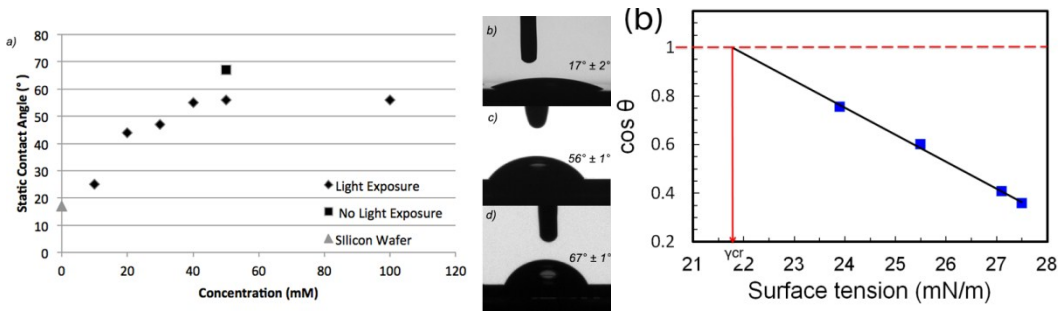 a)
80
70
60
50
40
30
20
10
0
Static Contact Angle (°)
0 20 40 60 80 100 120
Concentration (mM)
Light Exposure
No Light Exposure
SIlicon Wafer
b)
17° ± 2°
c)
56° ± 1°
d)
67° ± 1°
(b)
1
0.8
0.6
0.4
0.2
cos θ
21 22 23 24 25 26 27 28
γcr
Surface tension (mN/m)